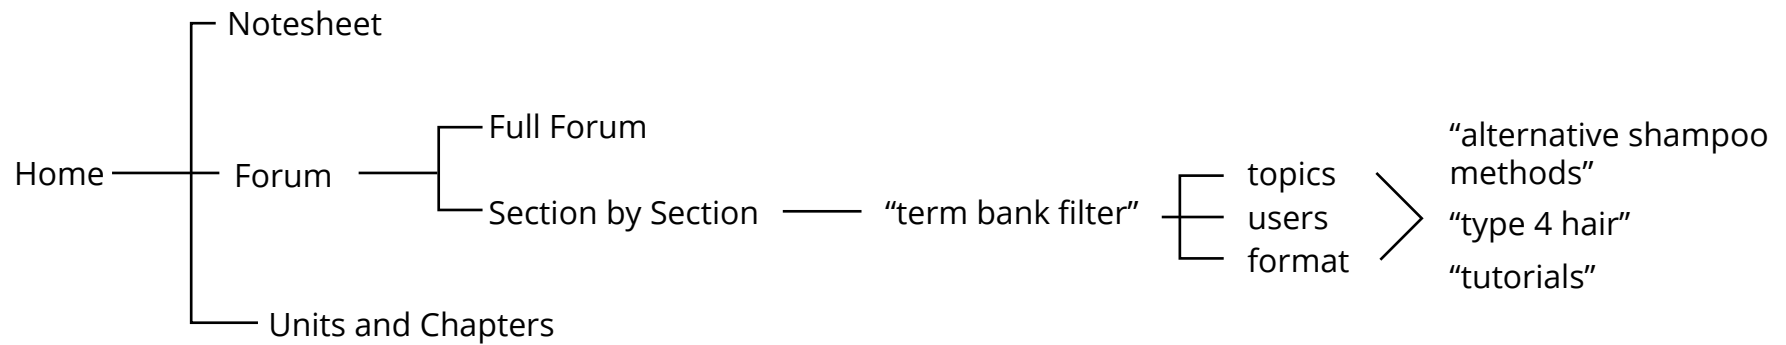 Notesheet
Full Forum
“alternative shampoo
methods”
Home
Forum
topics
Section by Section
“term bank filter”
users
“type 4 hair”
format
“tutorials”
Units and Chapters